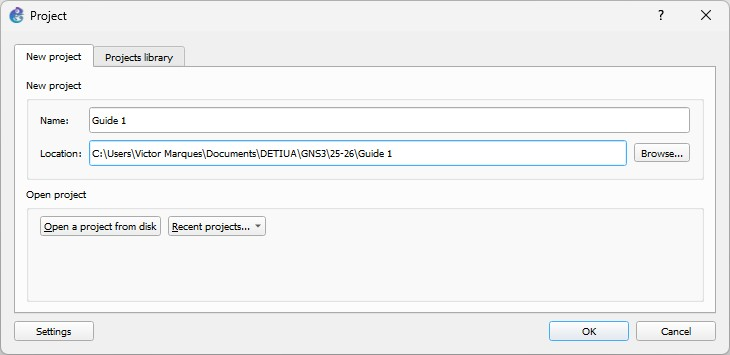 Project
?
New project
Projects library
New project
Name:
Guide 1
Location:
C:\Users\Victor Marques\Documents\DETIUA\GNS3\25-26\Guide 1
Browse...
Open project
Open a project from disk
Recent projects...
Settings
OK
Cancel